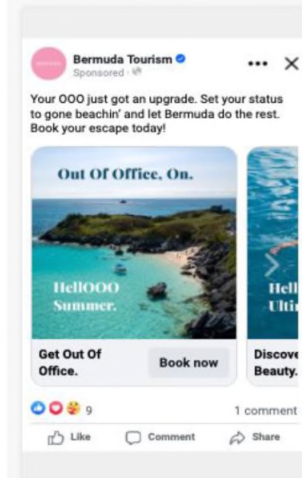 Bermuda Tourism
Sponsored ·
Your OOO just got an upgrade. Set your status
to gone beachin' and let Bermuda do the rest.
Book your escape today!
Out Of Office, On.
HellOOO
Summer.
Hell
Ulti
Get Out Of
Office.
Book now
Discove
Beauty.
9
1 comment
Like
Comment
Share